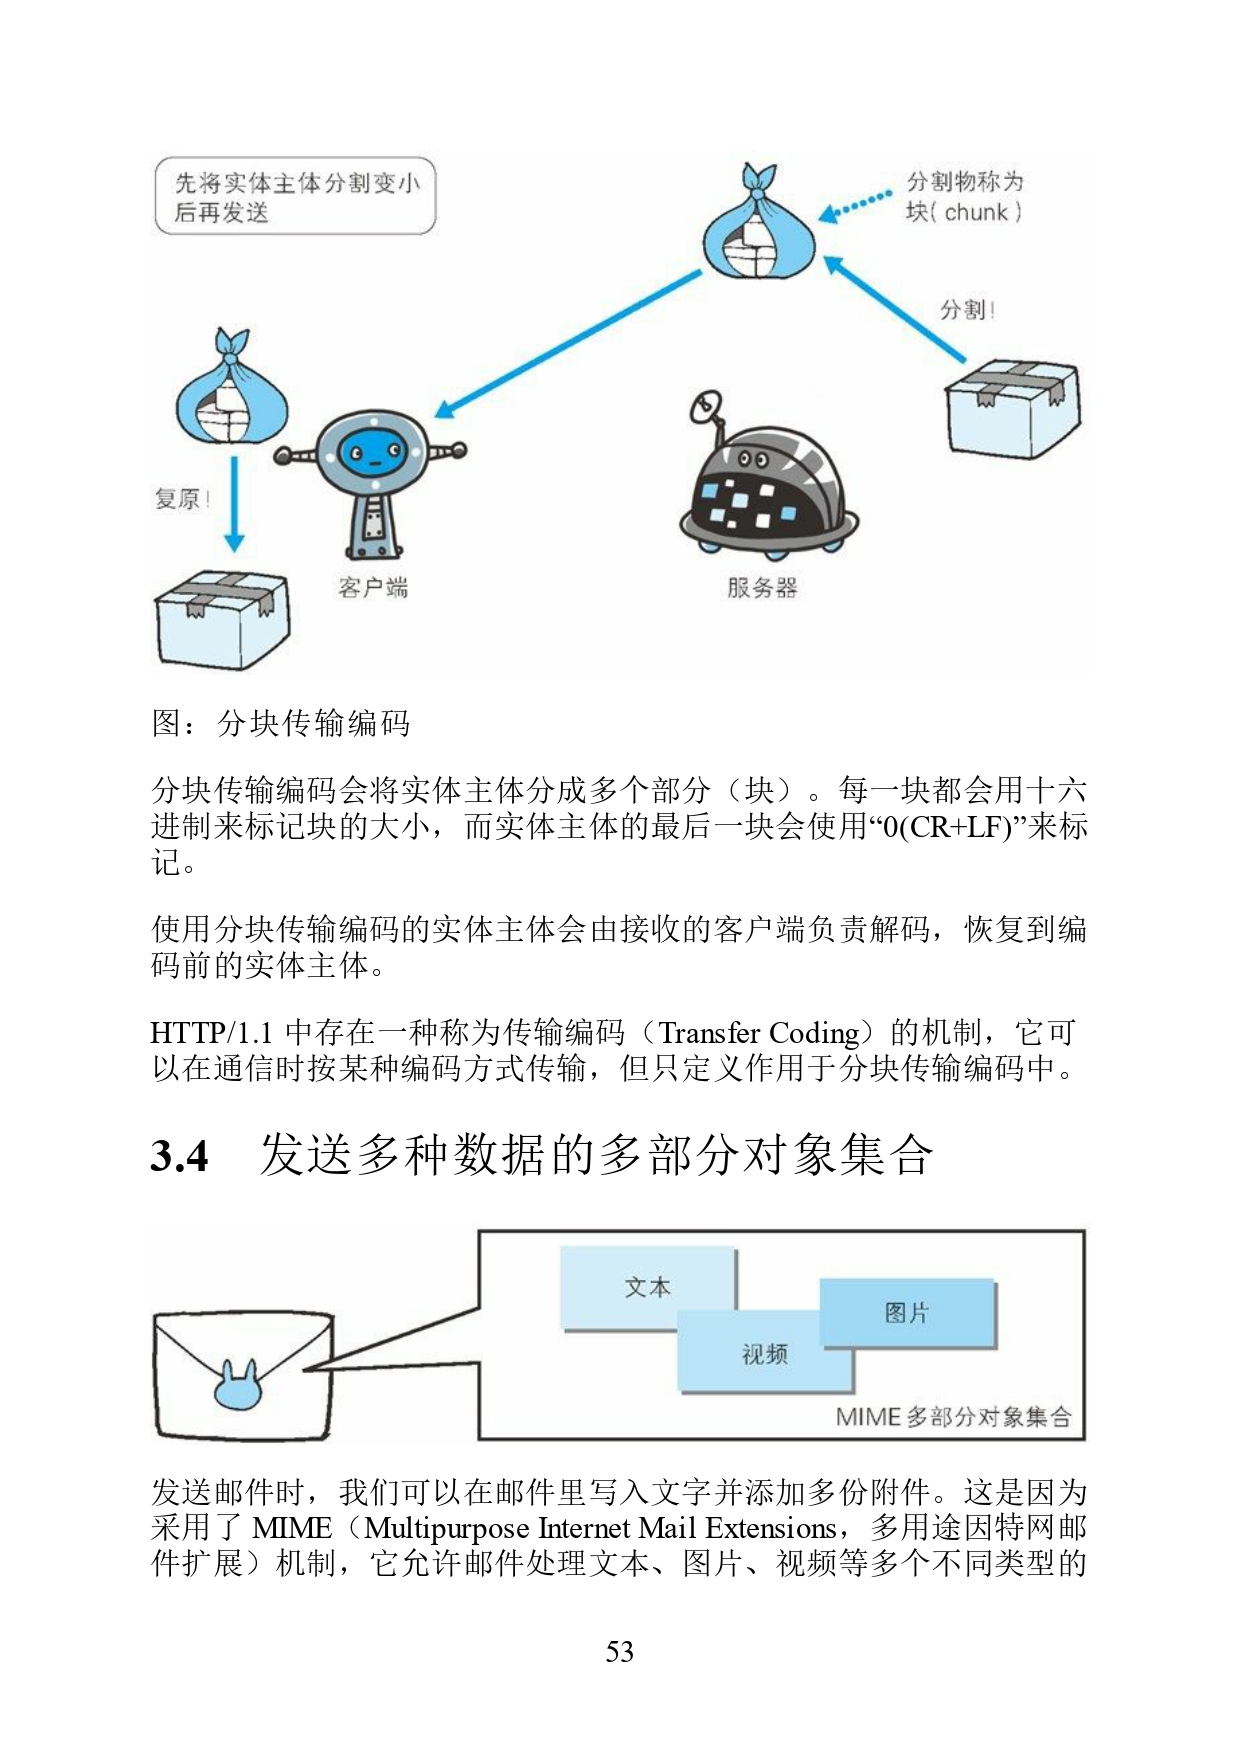 先将实体主体分割变小
后再发送
分割物称为
块( chunk )
分割!
复原!
客户端
服务器
图：分块传输编码
分块传输编码会将实体主体分成多个部分（块）。每一块都会用十六
进制来标记块的大小，而实体主体的最后一块会使用“0(CR+LF)”来标
记。
使用分块传输编码的实体主体会由接收的客户端负责解码，恢复到编
码前的实体主体。
HTTP/1.1 中存在一种称为传输编码（Transfer Coding）的机制，它可
以在通信时按某种编码方式传输，但只定义作用于分块传输编码中。
3.4 发送多种数据的多部分对象集合
文本
图片
视频
MIME多部分对象集合
发送邮件时，我们可以在邮件里写入文字并添加多份附件。这是因为
采用了 MIME（Multipurpose Internet Mail Extensions，多用途因特网邮
件扩展）机制，它允许邮件处理文本、图片、视频等多个不同类型的
53